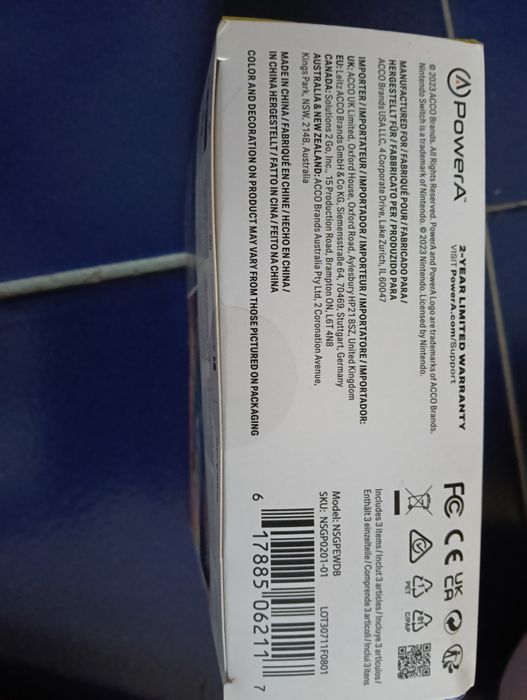 POWERA
2-YEAR LIMITED WARRANTY
VISIT PowerA.com/Support
© 2023 ACCO Brands. All Rights Reserved. PowerA and PowerA Logo are trademarks of ACCO Brands.
Nintendo Switch is a trademark of Nintendo. © 2023 Nintendo. Licensed by Nintendo.
MANUFACTURED FOR / FABRIQUÉ POUR / FABRICADO PARA /
HERGESTELLT FÜR / FABBRICATO PER / PRODUZIDO PARA
ACCO Brands USA LLC, 4 Corporate Drive, Lake Zurich, IL 60047
IMPORTER / IMPORTATEUR / IMPORTADOR / IMPORTEUR / IMPORTATORE / IMPORTADOR:
UK: ACCO UK Limited, Oxford House, Oxford Road, Aylesbury HP21 8SZ, United Kingdom
EU: Leitz ACCO Brands GmbH & Co KG, Siemensstraße 64, 70469, Stuttgart, Germany
CANADA: Solutions 2 Go, Inc., 15 Production Road, Brampton ON, L6T 4N8
AUSTRALIA & NEW ZEALAND: ACCO Brands Australia Pty Ltd, 2 Coronation Avenue,
Kings Park, NSW, 2148, Australia
MADE IN CHINA / FABRIQUÉ EN CHINE / HECHO EN CHINA /
IN CHINA HERGESTELLT / FATTO IN CINA / FEITO NA CHINA
COLOR AND DECORATION ON PRODUCT MAY VARY FROM THOSE PICTURED ON PACKAGING
FC CE UK CA
1 PET
81 C/PAP
Includes 3 items / Inclut 3 articles / Incluye 3 artículos /
Enthält 3 einzelteile / Comprende 3 articoli / Inclui 3 itens
Model: NSGPEWDB
SKU: NSGP0201-01 LOT30711F0801
6 17885 06211 7